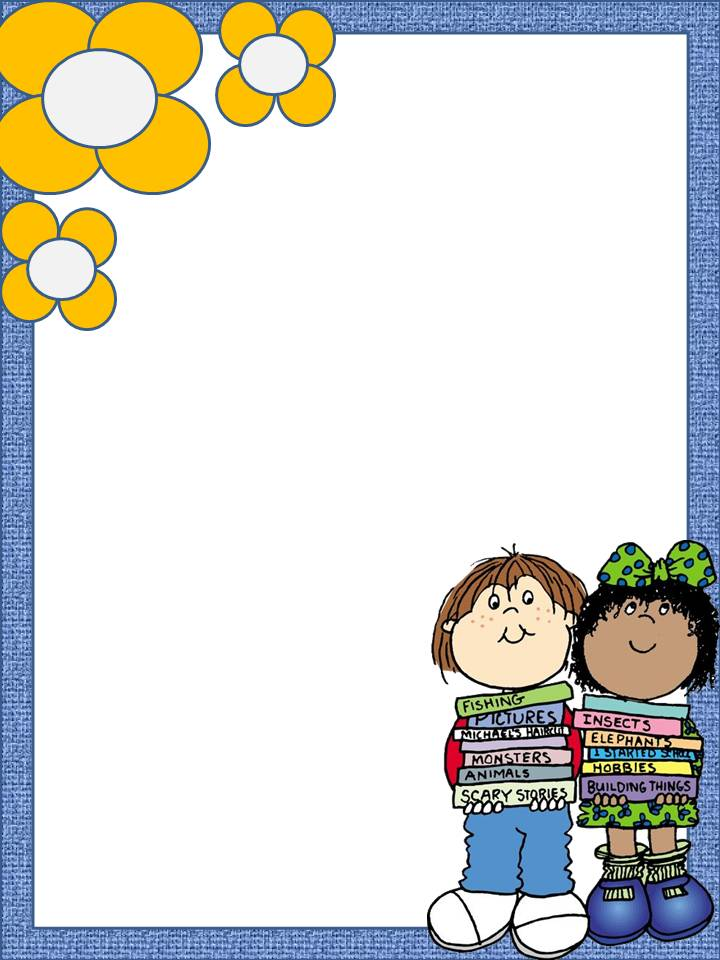 FISHING
PICTURES
MICHAEL'S HAIRCUT
MONSTERS
ANIMALS
SCARY STORIES
INSECTS
ELEPHANTS
I STARTED SCHOOL
HOBBIES
BUILDING THINGS